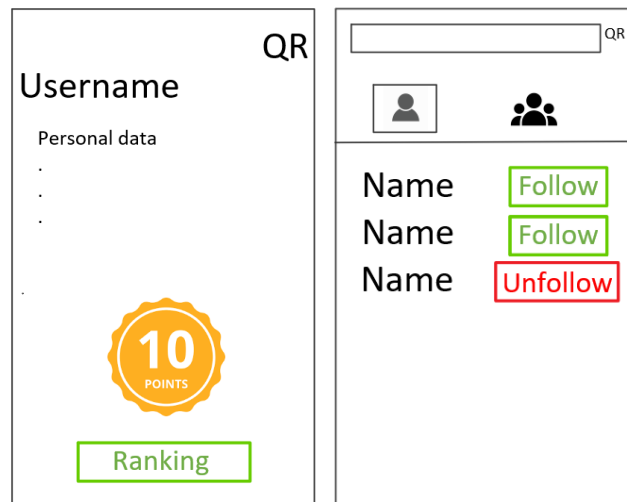 QR
Username
Personal data
.
.
.
.
10
POINTS
Ranking
QR
Name Follow
Name Follow
Name Unfollow